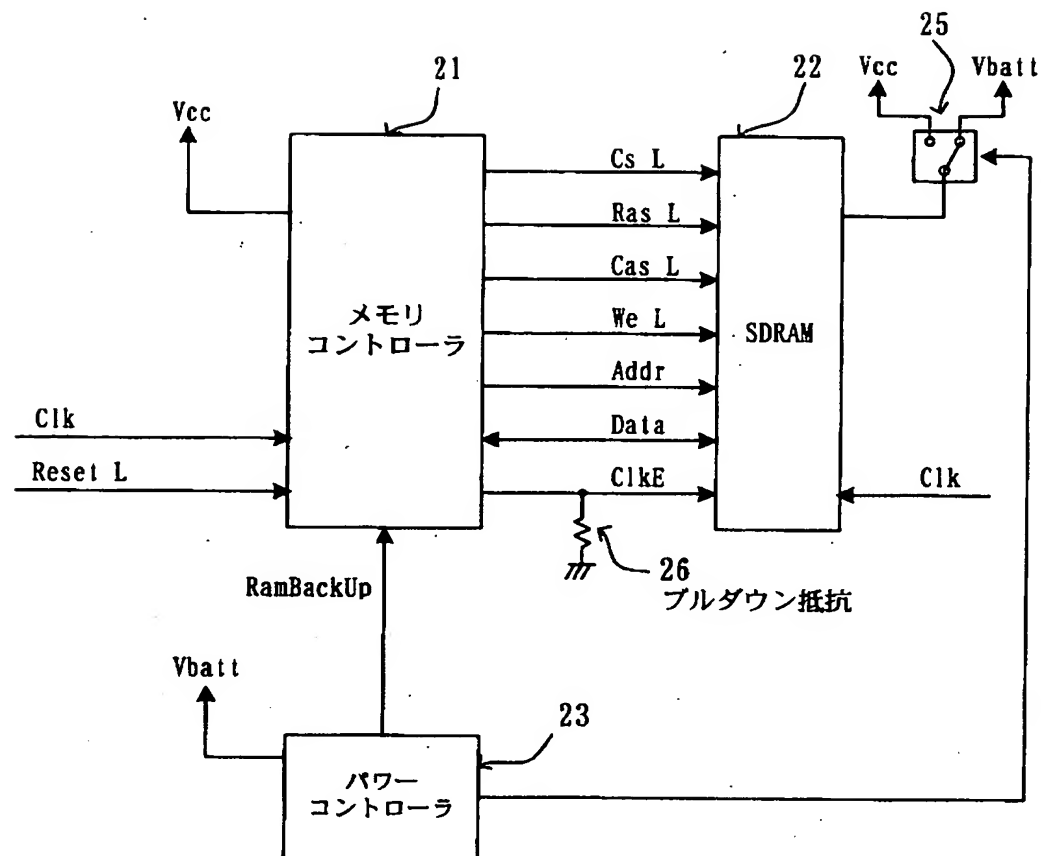 25
21
22
Vcc
Vbatt
Vcc
Cs L
Ras L
Cas L
We L
Addr
Data
ClkE
メモリ
コントローラ
SDRAM
Clk
Reset L
Clk
RamBackUp
26
プルダウン抵抗
Vbatt
23
パワー
コントローラ